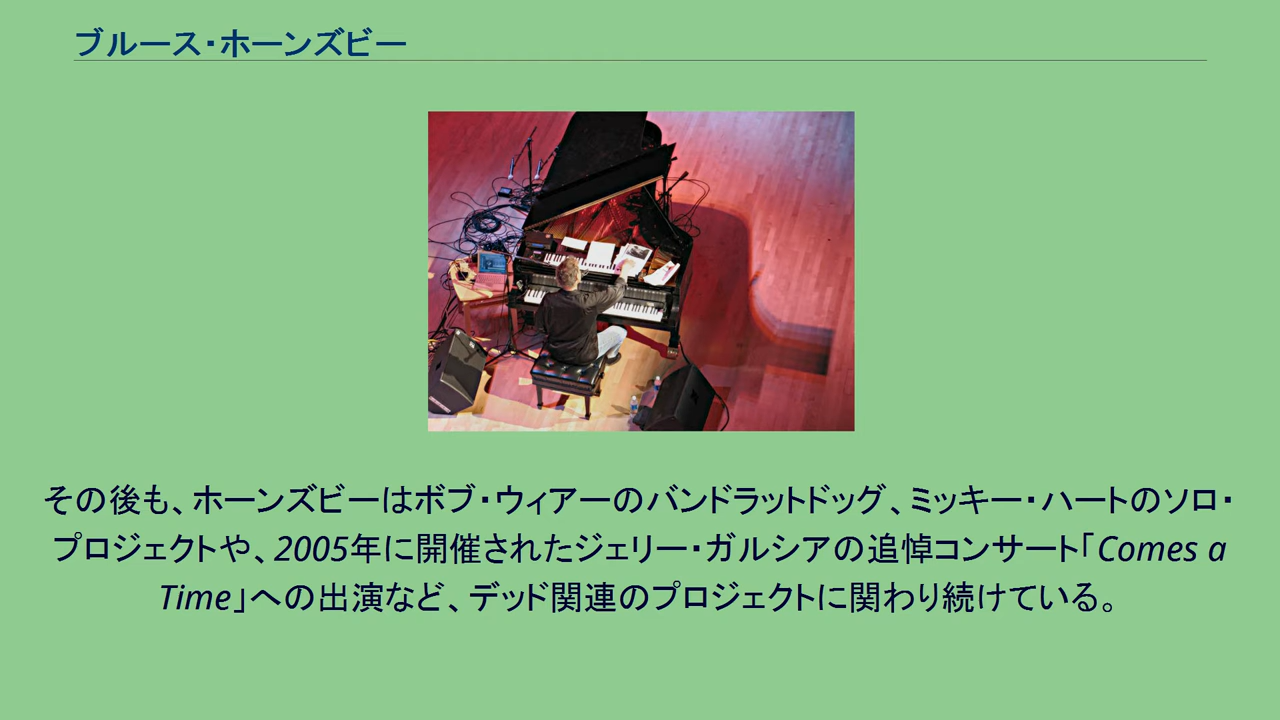 ブルース・ホーンズビー
その後も、ホーンズビーはボブ・ウィアーのバンドラットドッグ、ミッキー・ハートのソロ・
プロジェクトや、2005年に開催されたジェリー・ガルシアの追悼コンサート「Comes a
Time」への出演など、デッド関連のプロジェクトに関わり続けている。